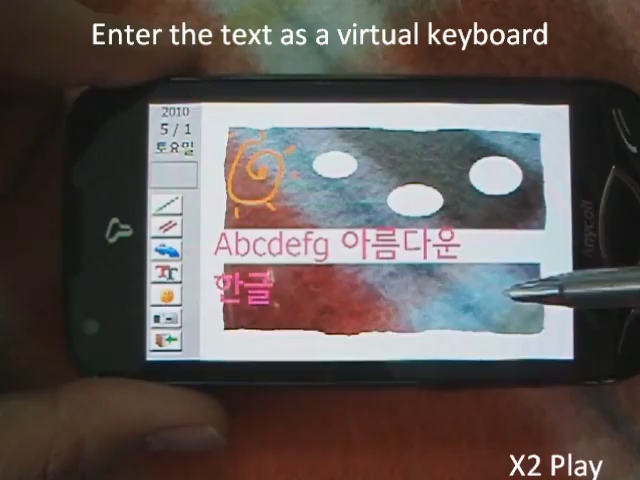 Enter the text as a virtual keyboard
2010
5 / 1
토요일
Abcdefg 아름다운
한글
Anycall
X2 Play